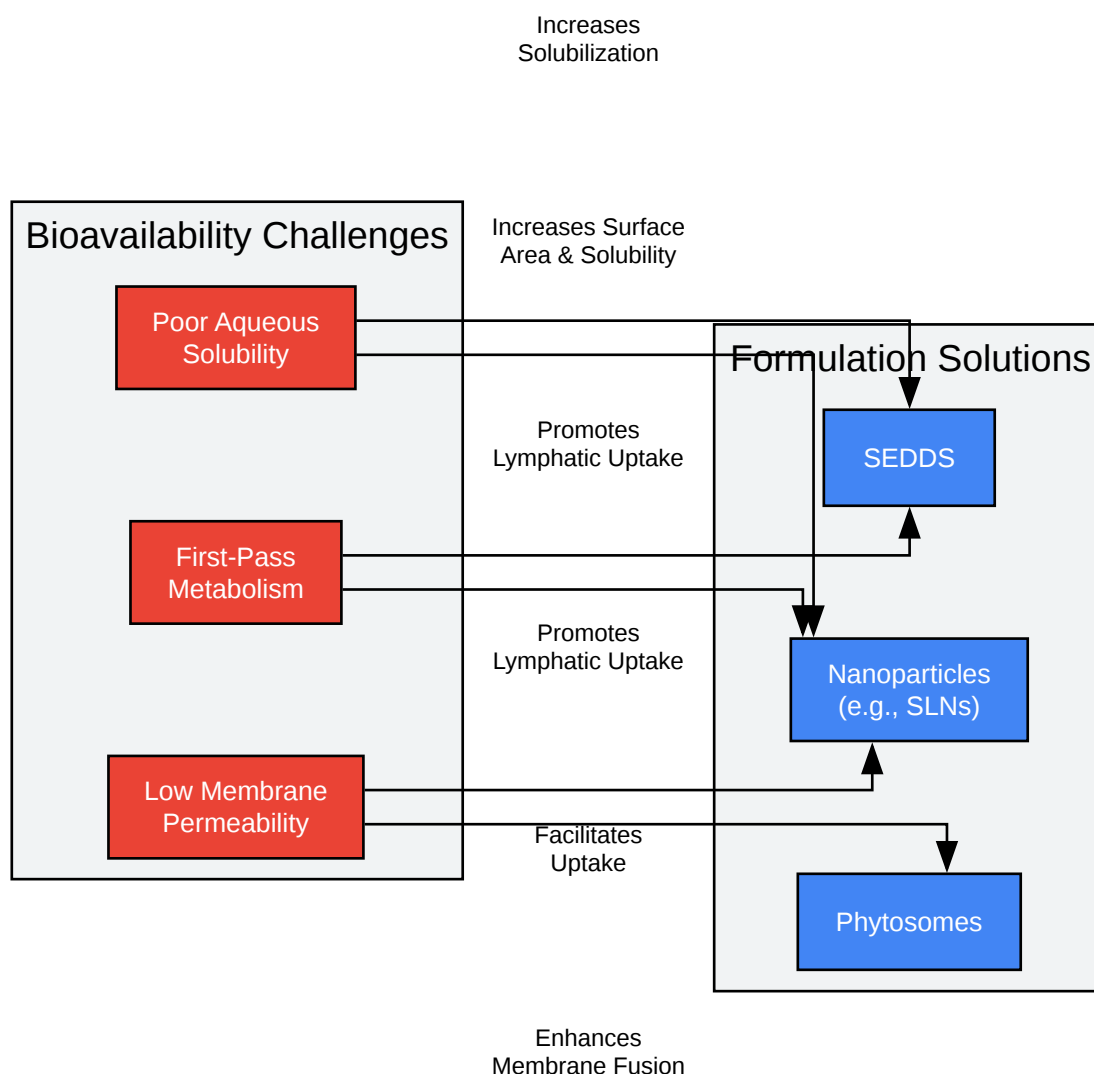 Increases
Solubilization
Bioavailability Challenges
Increases Surface
Area & Solubility
Poor Aqueous
Solubility
Formulation Solutions
Promotes
Lymphatic Uptake
SEDDS
First-Pass
Metabolism
Promotes
Lymphatic Uptake
Nanoparticles
(e.g., SLNs)
Low Membrane
Permeability
Facilitates
Uptake
Phytosomes
Enhances
Membrane Fusion